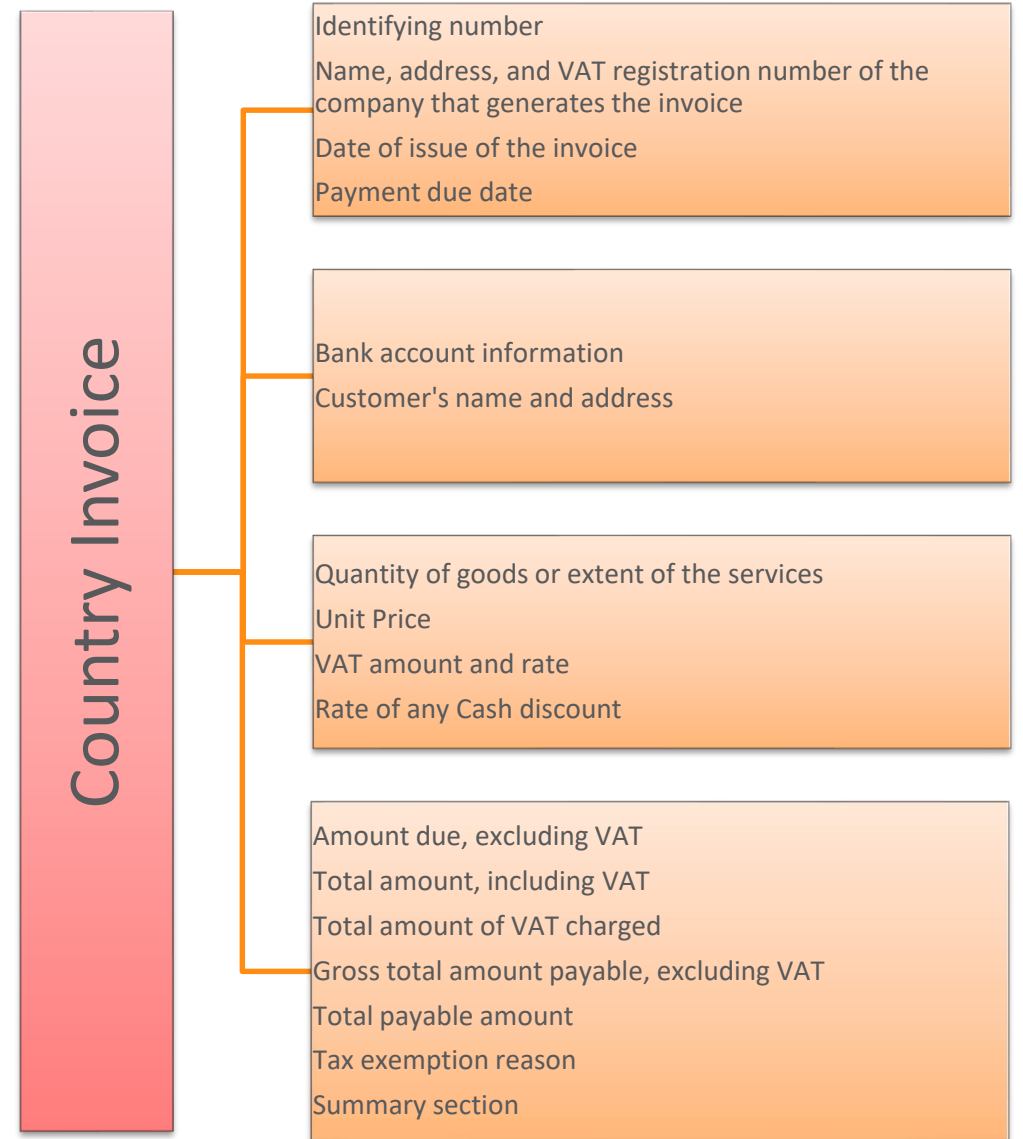 Country Invoice
Identifying number
Name, address, and VAT registration number of the
company that generates the invoice
Date of issue of the invoice
Payment due date
Bank account information
Customer's name and address
Quantity of goods or extent of the services
Unit Price
VAT amount and rate
Rate of any Cash discount
Amount due, excluding VAT
Total amount, including VAT
Total amount of VAT charged
Gross total amount payable, excluding VAT
Total payable amount
Tax exemption reason
Summary section